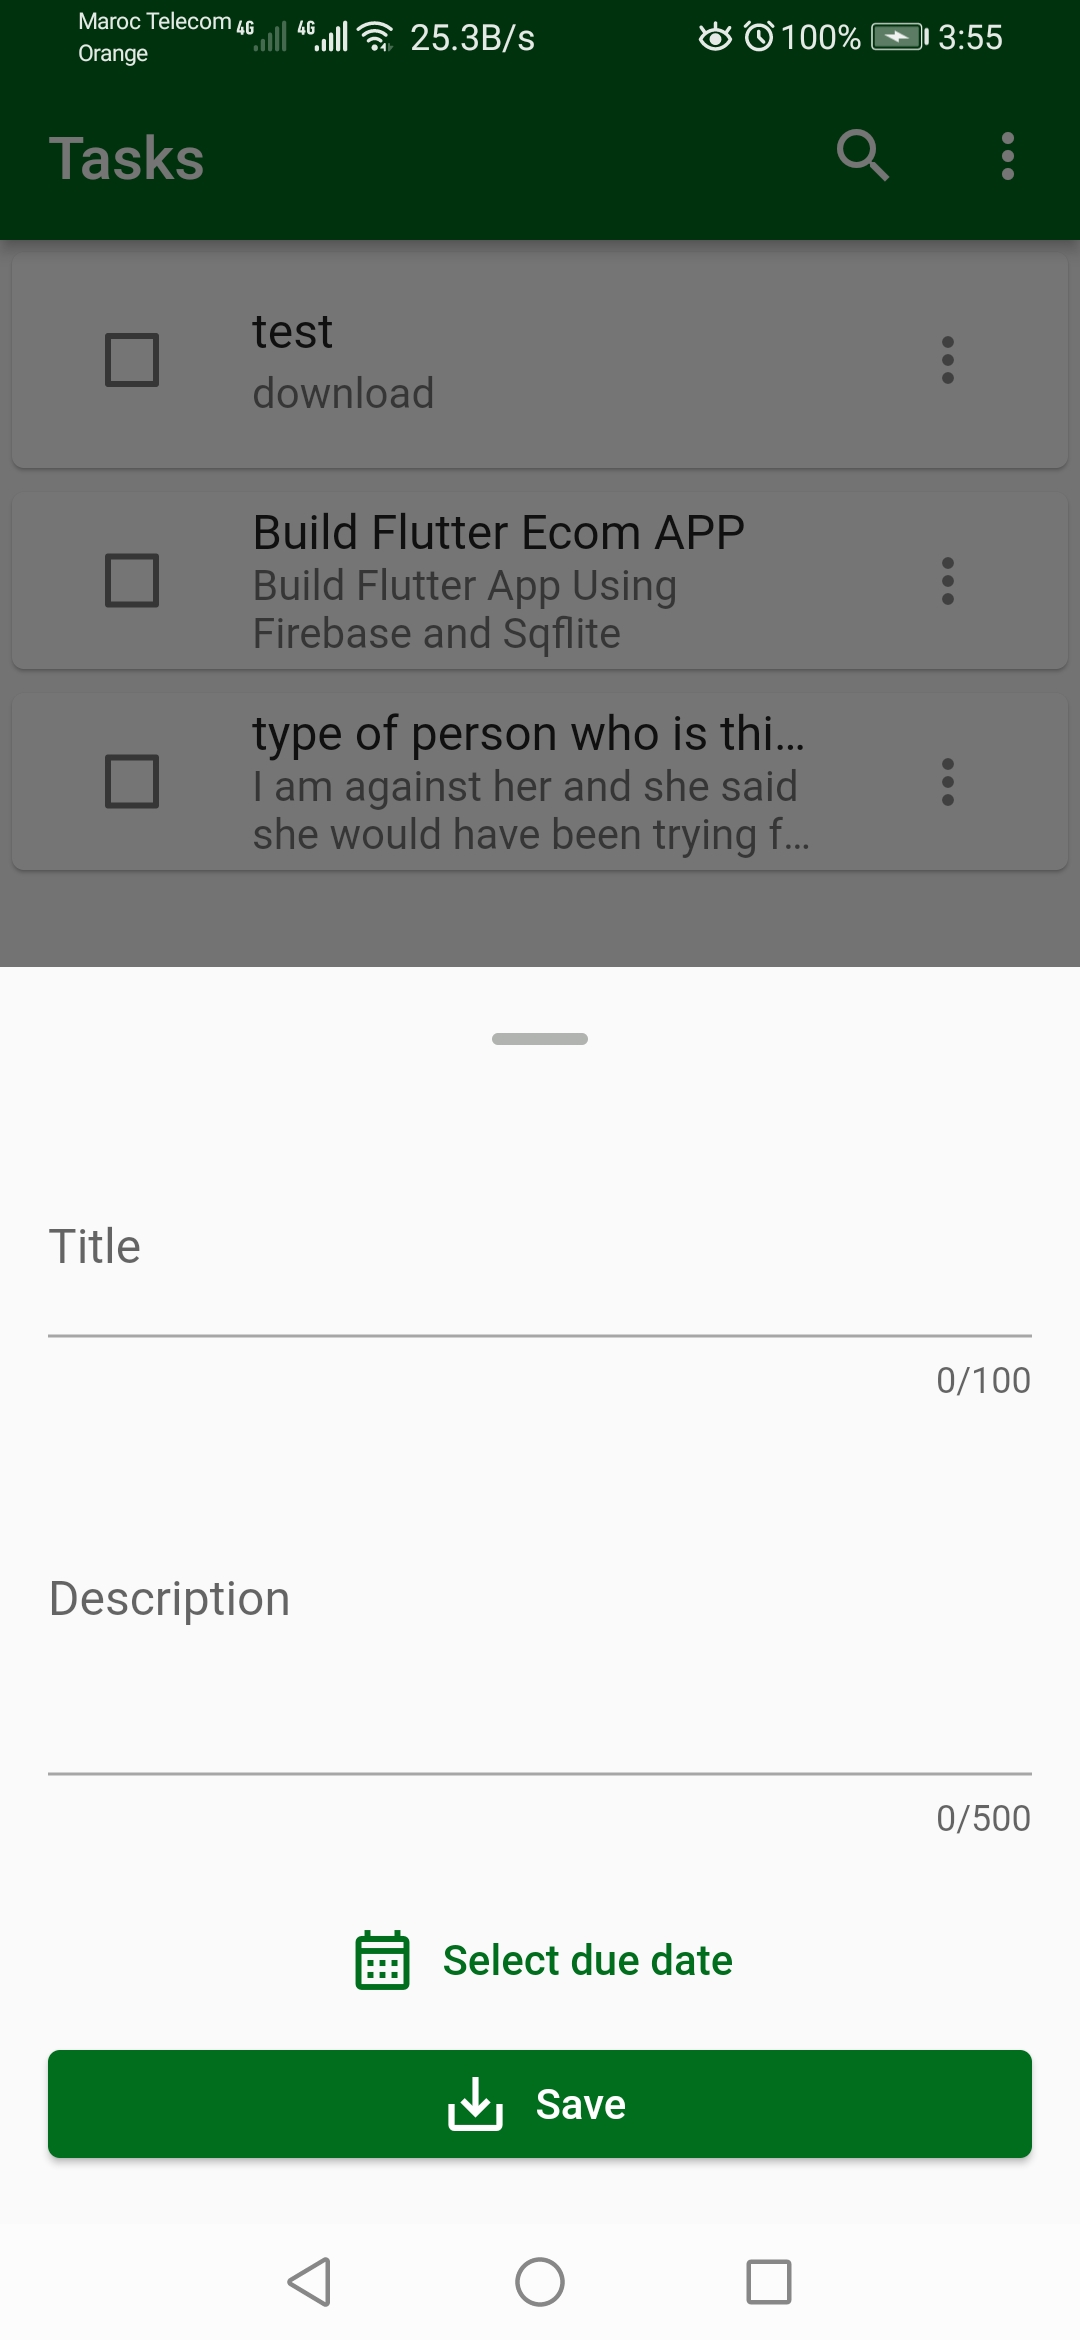 Maroc Telecom 4G 4G 25.3B/s 100% 3:55
Orange
Tasks
test
download
Build Flutter Ecom APP
Build Flutter App Using
Firebase and Sqflite
type of person who is thi...
I am against her and she said
she would have been trying f...
Title
0/100
Description
0/500
Select due date
Save